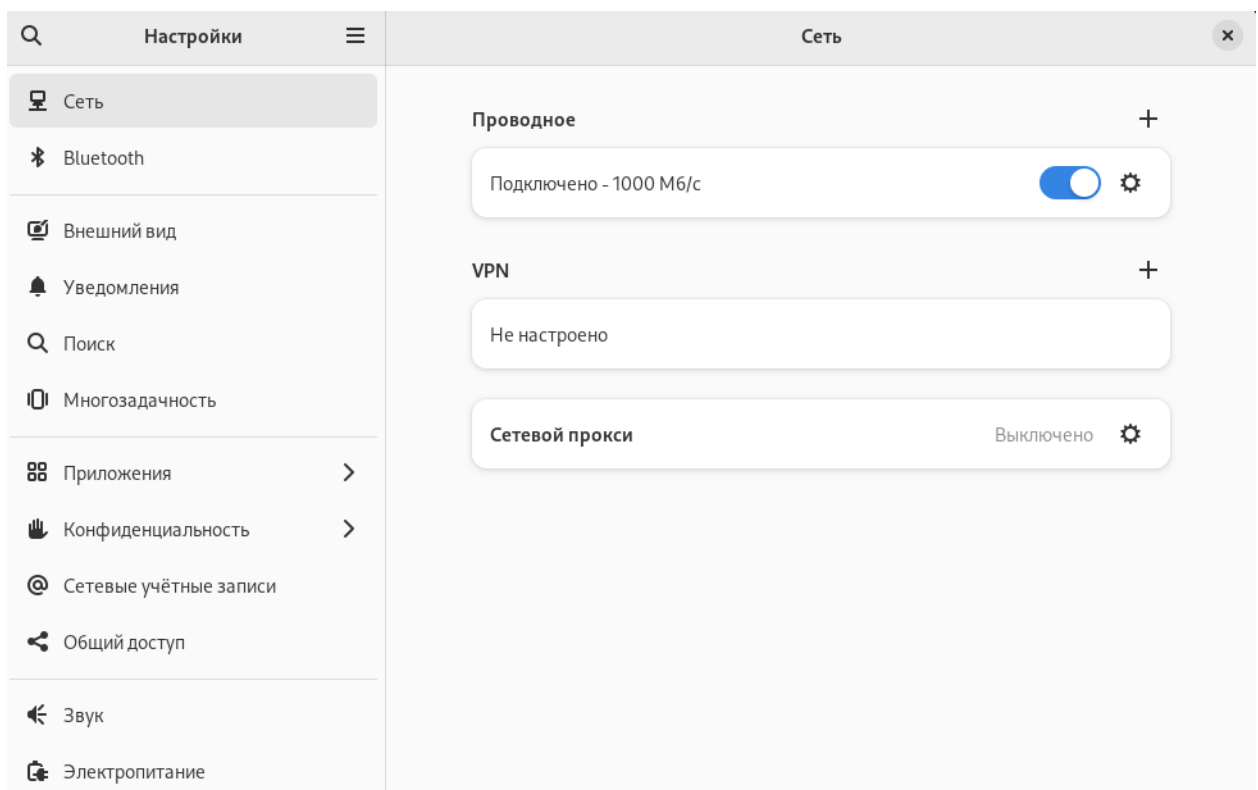 Настройки
Сеть
Сеть
Bluetooth
Внешний вид
Уведомления
Поиск
Многозадачность
Приложения
Конфиденциальность
Сетевые учётные записи
Общий доступ
Звук
Электропитание
Проводное
Подключено - 1000 Мб/с
VPN
Не настроено
Сетевой прокси
Выключено